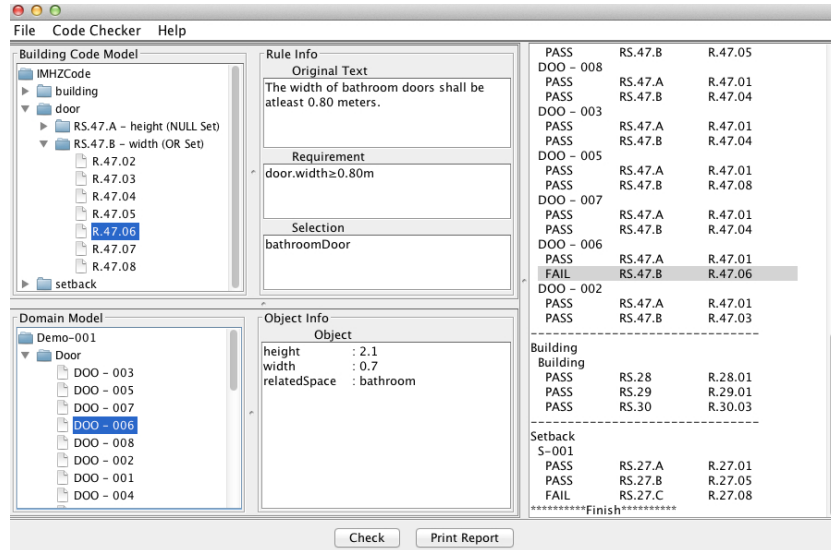 File Code Checker Help
Building Code Model
IMHZCode
building
door
RS.47.A - height (NULL Set)
RS.47.B - width (OR Set)
R.47.02
R.47.03
R.47.04
R.47.05
R.47.06
R.47.07
R.47.08
setback
Rule Info
Original Text
The width of bathroom doors shall be
atleast 0.80 meters.
Requirement
door.width≥0.80m
Selection
bathroomDoor
Domain Model
Demo-001
Door
DOO - 003
DOO - 005
DOO - 007
DOO - 006
DOO - 008
DOO - 002
DOO - 001
DOO - 004
Object Info
Object
height : 2.1
width : 0.7
relatedSpace : bathroom
PASS RS.47.B R.47.05
DOO - 008
PASS RS.47.A R.47.01
PASS RS.47.B R.47.04
DOO - 003
PASS RS.47.A R.47.01
PASS RS.47.B R.47.04
DOO - 005
PASS RS.47.A R.47.01
PASS RS.47.B R.47.08
DOO - 007
PASS RS.47.A R.47.01
PASS RS.47.B R.47.04
DOO - 006
PASS RS.47.A R.47.01
FAIL RS.47.B R.47.06
DOO - 002
PASS RS.47.A R.47.01
PASS RS.47.B R.47.03
--------------------------
Building
Building
PASS RS.28 R.28.01
PASS RS.29 R.29.01
PASS RS.30 R.30.03
--------------------------
Setback
S-001
PASS RS.27.A R.27.01
PASS RS.27.B R.27.05
FAIL RS.27.C R.27.08
**********Finish**********
Check Print Report